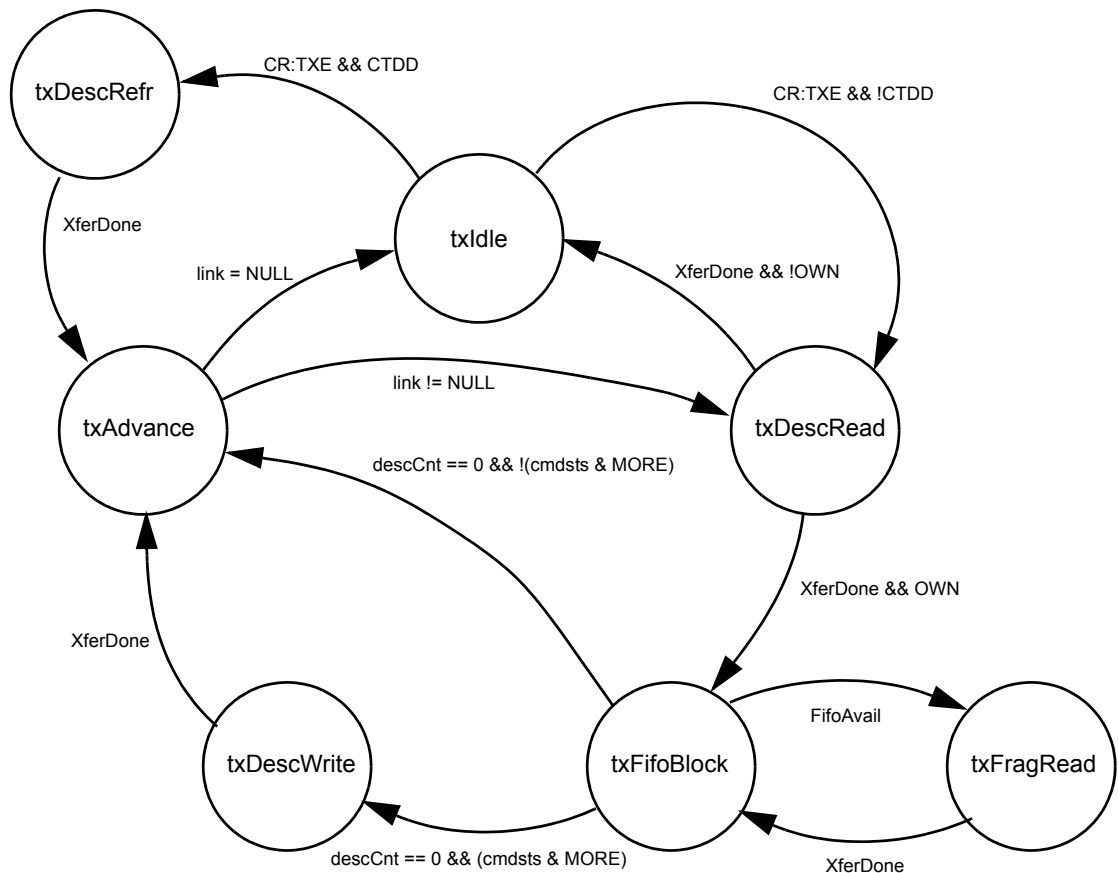 CR:TXE && CTDD
txDescRefr
CR:TXE && !CTDD
XferDone
txIdle
link = NULL
XferDone && !OWN
link != NULL
txAdvance
txDescRead
descCnt == 0 && !(cmdsts & MORE)
XferDone && OWN
XferDone
FifoAvail
txDescWrite
txFifoBlock
txFragRead
descCnt == 0 && (cmdsts & MORE)
XferDone